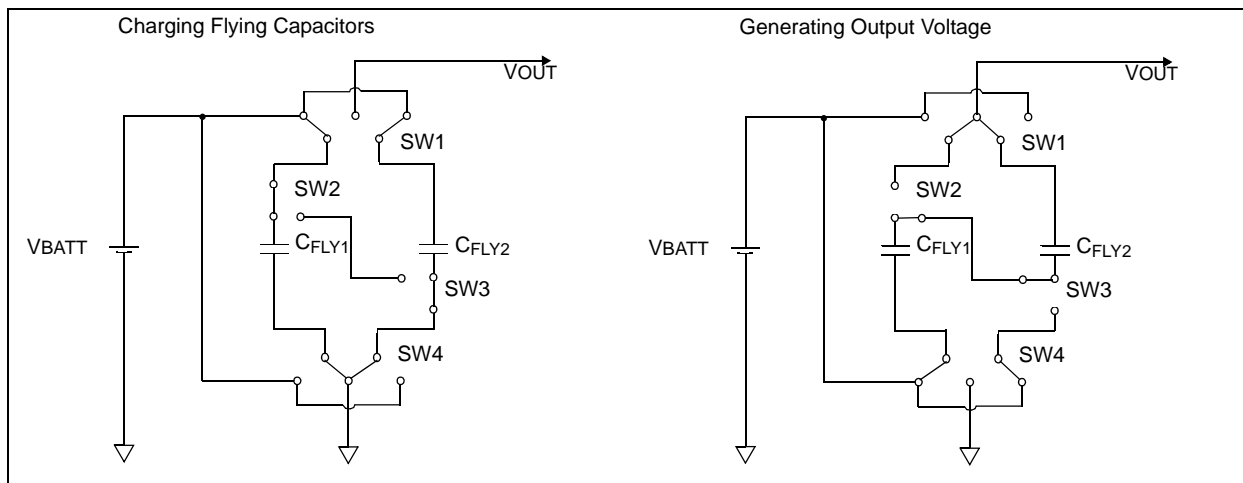 Charging Flying Capacitors
VOUT
SW1
SW2
VBATT
CFLY1
CFLY2
SW3
SW4
Generating Output Voltage
VOUT
SW1
SW2
VBATT
CFLY1
CFLY2
SW3
SW4